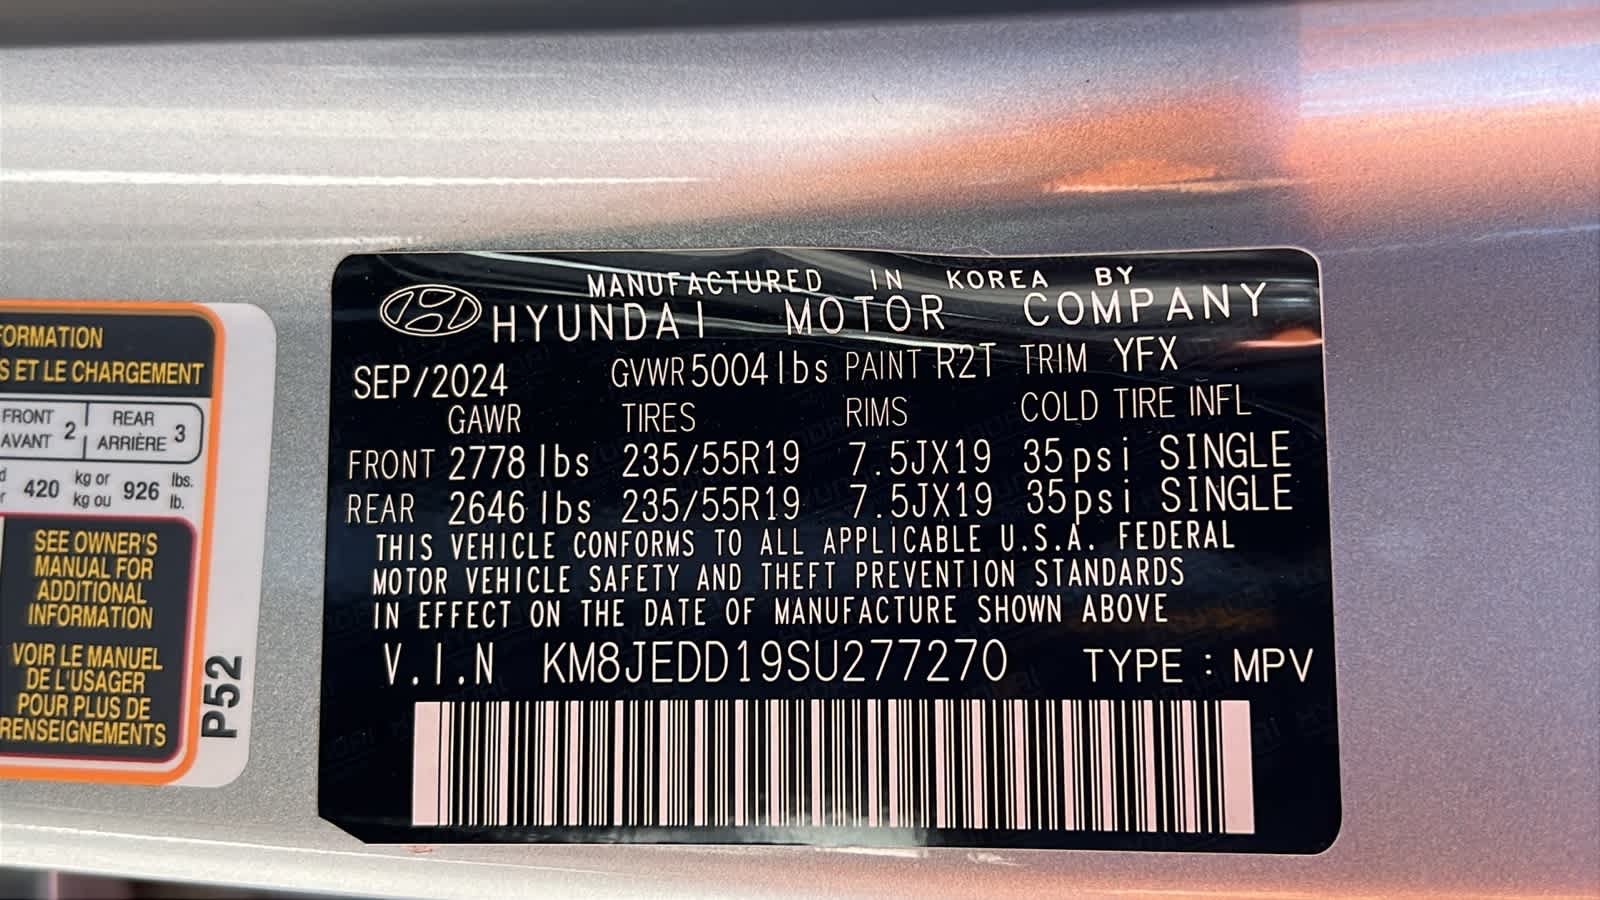 FORMATION
S ET LE CHARGEMENT
FRONT
AVANT 2
REAR
ARRIÈRE 3
420 kg or
kg ou 926 lbs.
lb.
SEE OWNER'S
MANUAL FOR
ADDITIONAL
INFORMATION
VOIR LE MANUEL
DE L'USAGER
POUR PLUS DE
RENSEIGNEMENTS
P52
MANUFACTURED IN KOREA BY
HYUNDAI MOTOR COMPANY
SEP/2024 GVWR 5004 lbs PAINT R2T TRIM YFX
GAWR TIRES RIMS COLD TIRE INFL
FRONT 2778 lbs 235/55R19 7.5JX19 35psi SINGLE
REAR 2646 lbs 235/55R19 7.5JX19 35psi SINGLE
THIS VEHICLE CONFORMS TO ALL APPLICABLE U.S.A. FEDERAL
MOTOR VEHICLE SAFETY AND THEFT PREVENTION STANDARDS
IN EFFECT ON THE DATE OF MANUFACTURE SHOWN ABOVE
V.I.N KM8JEDD19SU277270 TYPE : MPV